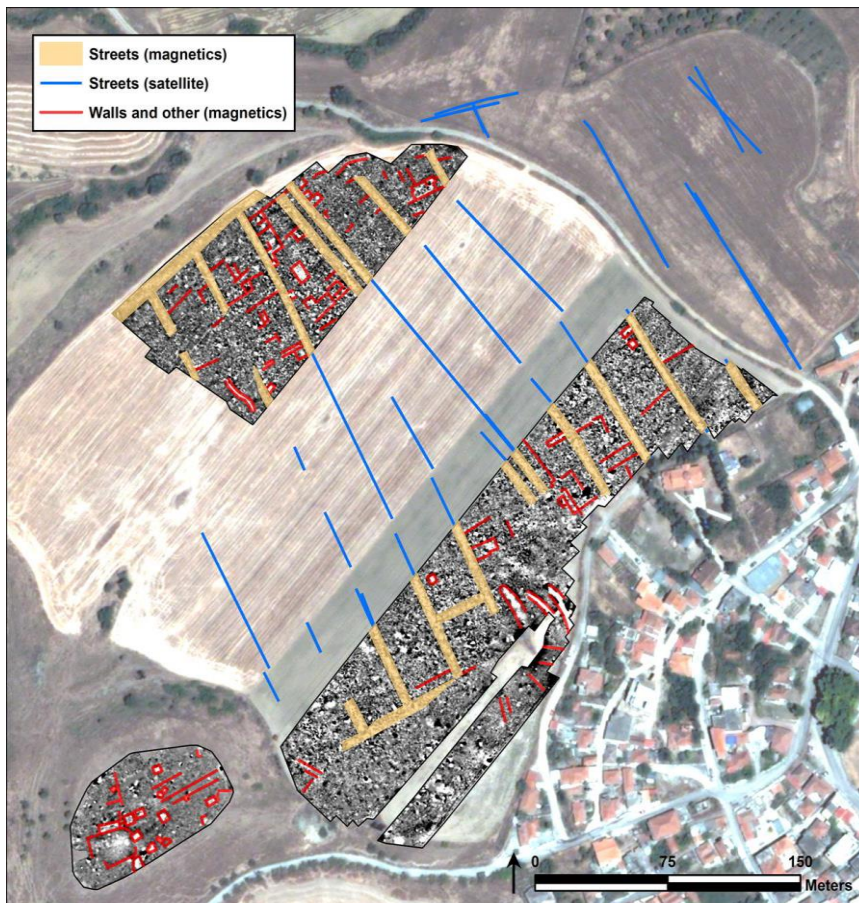 Streets (magnetics)
Streets (satellite)
Walls and other (magnetics)
0 75 150
Meters